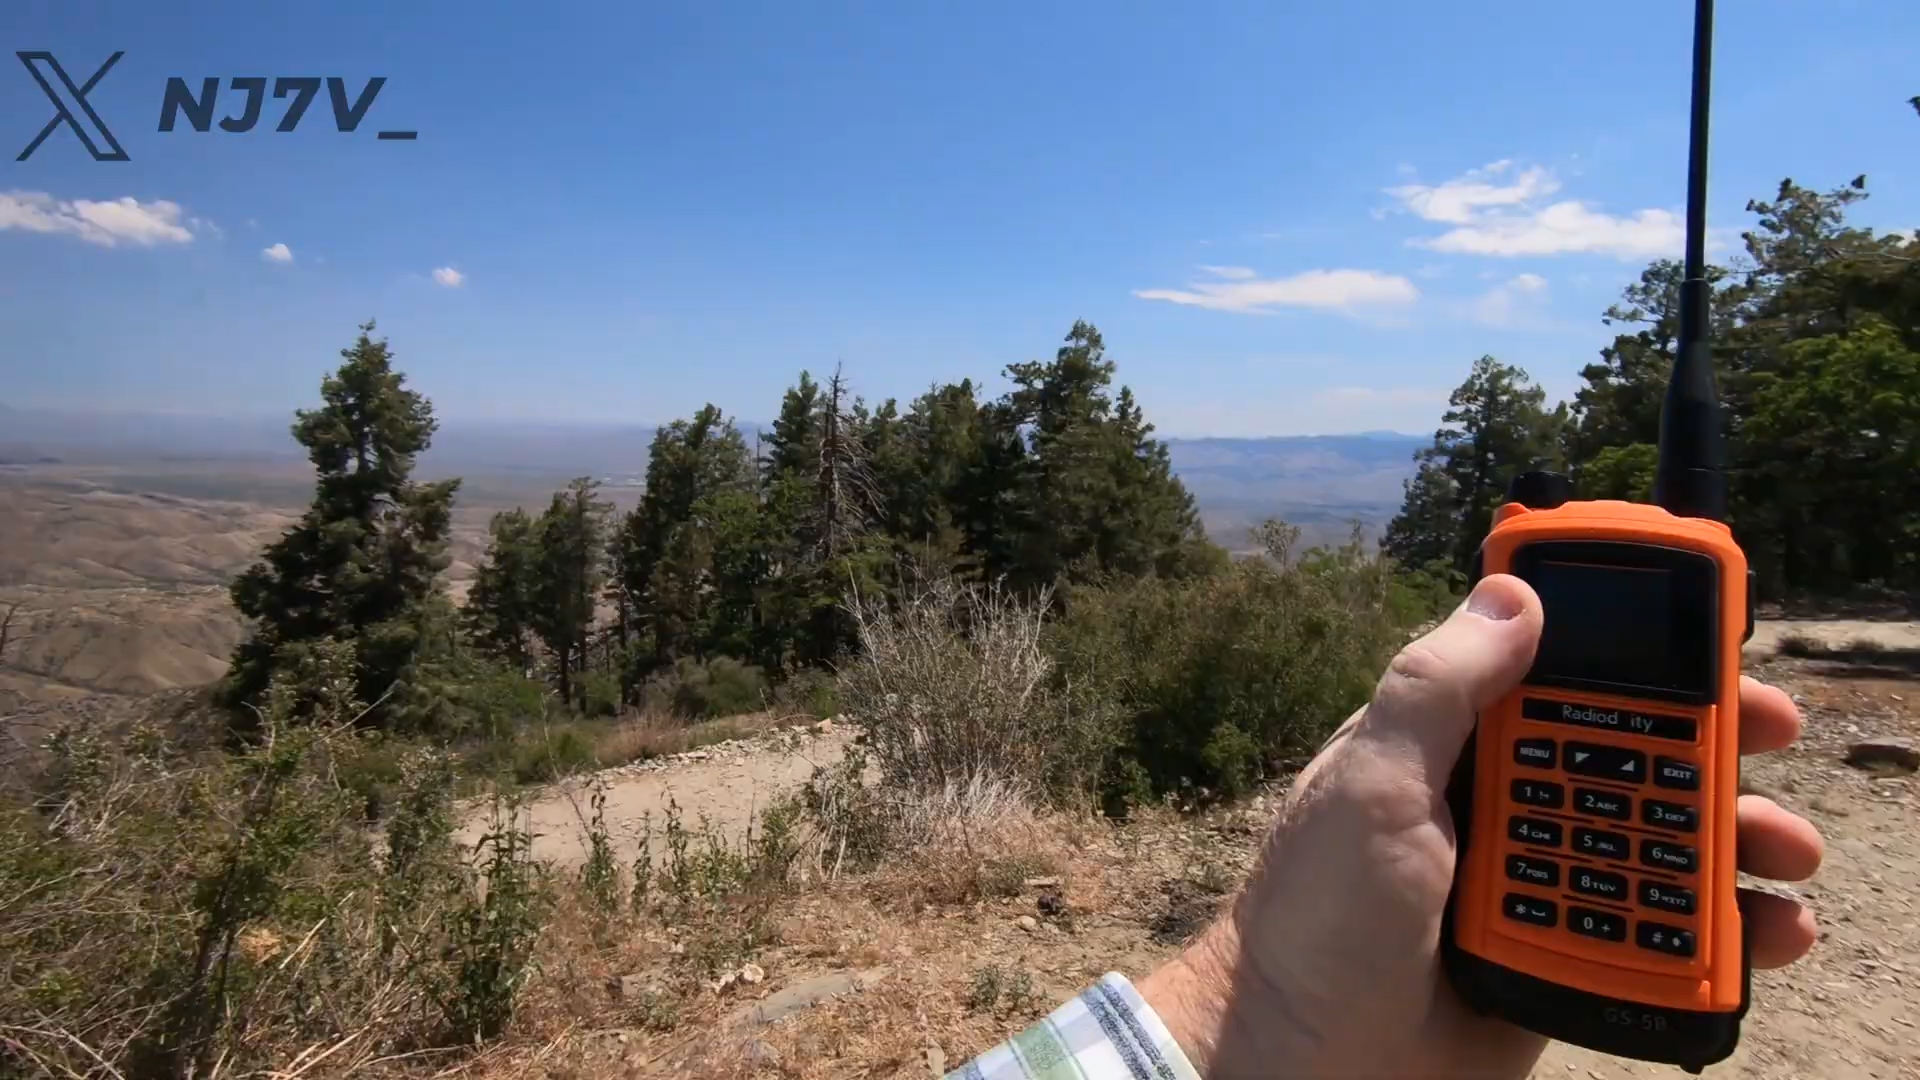 NJ7V_
Radiod ity
MENU
EXIT
1
2 ABC
3 DEF
4 GHI
5 JKL
6 MNO
7 PQRS
8 TUV
9 WXYZ
*
0 +
#
GS-5B